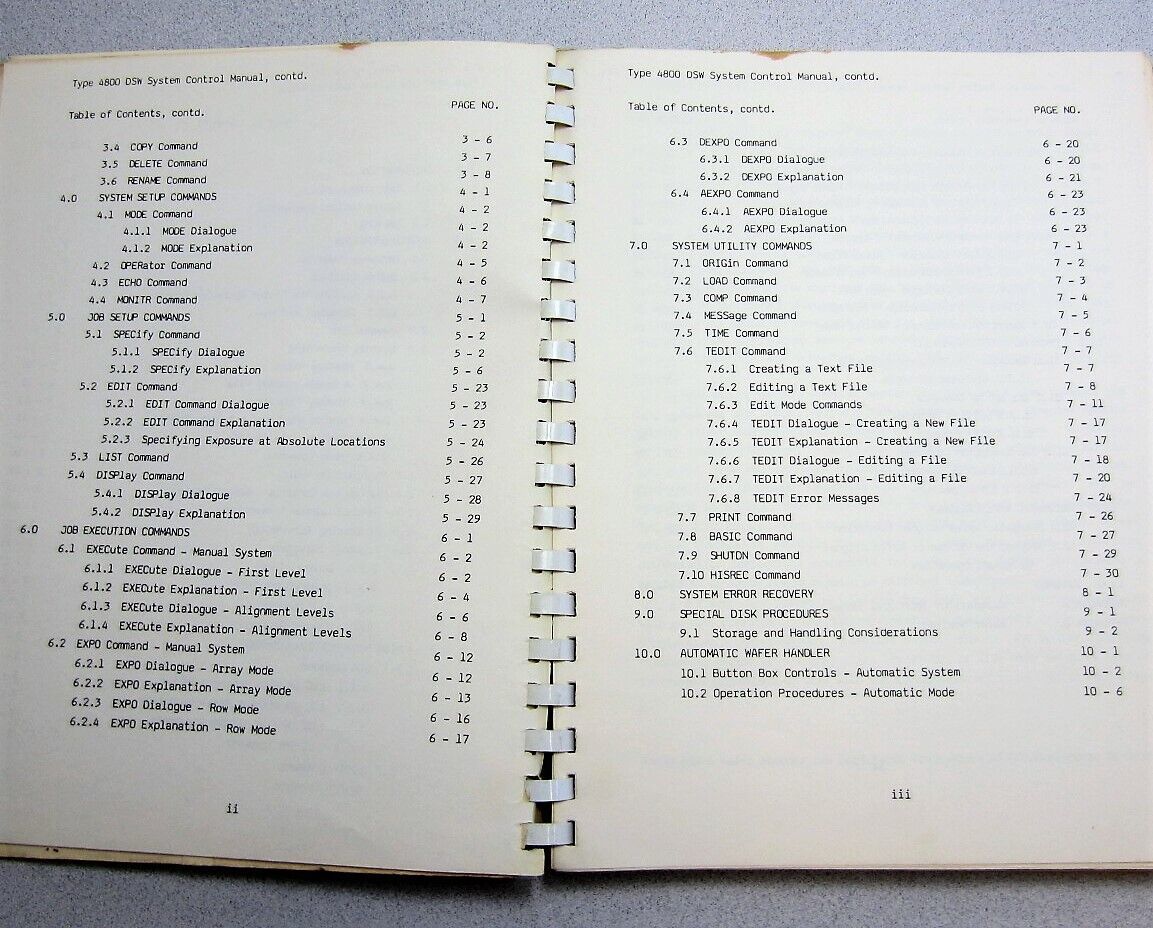 Type 4800 DSW System Control Manual, contd.
Table of Contents, contd. PAGE NO.
3.4 COPY Command 3 - 6
3.5 DELETE Command 3 - 7
3.6 RENAME Command 3 - 8
4.0 SYSTEM SETUP COMMANDS 4 - 1
4.1 MODE Command 4 - 2
4.1.1 MODE Dialogue 4 - 2
4.1.2 MODE Explanation 4 - 2
4.2 OPERator Command 4 - 5
4.3 ECHO Command 4 - 6
4.4 MONITR Command 4 - 7
5.0 JOB SETUP COMMANDS 5 - 1
5.1 SPECify Command 5 - 2
5.1.1 SPECify Dialogue 5 - 2
5.1.2 SPECify Explanation 5 - 6
5.2 EDIT Command 5 - 23
5.2.1 EDIT Command Dialogue 5 - 23
5.2.2 EDIT Command Explanation 5 - 23
5.2.3 Specifying Exposure at Absolute Locations 5 - 24
5.3 LIST Command 5 - 26
5.4 DISPlay Command 5 - 27
5.4.1 DISPlay Dialogue 5 - 28
5.4.2 DISPlay Explanation 5 - 29
6.0 JOB EXECUTION COMMANDS 6 - 1
6.1 EXECute Command - Manual System 6 - 2
6.1.1 EXECute Dialogue - First Level 6 - 2
6.1.2 EXECute Explanation - First Level 6 - 4
6.1.3 EXECute Dialogue - Alignment Levels 6 - 6
6.1.4 EXECute Explanation - Alignment Levels 6 - 8
6.2 EXPO Command - Manual System 6 - 12
6.2.1 EXPO Dialogue - Array Mode 6 - 12
6.2.2 EXPO Explanation - Array Mode 6 - 13
6.2.3 EXPO Dialogue - Row Mode 6 - 16
6.2.4 EXPO Explanation - Row Mode 6 - 17
ii
Type 4800 DSW System Control Manual, contd.
Table of Contents, contd. PAGE NO.
6.3 DEXPO Command 6 - 20
6.3.1 DEXPO Dialogue 6 - 20
6.3.2 DEXPO Explanation 6 - 21
6.4 AEXPO Command 6 - 23
6.4.1 AEXPO Dialogue 6 - 23
6.4.2 AEXPO Explanation 6 - 23
7.0 SYSTEM UTILITY COMMANDS 7 - 1
7.1 ORIGin Command 7 - 2
7.2 LOAD Command 7 - 3
7.3 COMP Command 7 - 4
7.4 MESSage Command 7 - 5
7.5 TIME Command 7 - 6
7.6 TEDIT Command 7 - 7
7.6.1 Creating a Text File 7 - 7
7.6.2 Editing a Text File 7 - 8
7.6.3 Edit Mode Commands 7 - 11
7.6.4 TEDIT Dialogue - Creating a New File 7 - 17
7.6.5 TEDIT Explanation - Creating a New File 7 - 17
7.6.6 TEDIT Dialogue - Editing a File 7 - 18
7.6.7 TEDIT Explanation - Editing a File 7 - 20
7.6.8 TEDIT Error Messages 7 - 24
7.7 PRINT Command 7 - 26
7.8 BASIC Command 7 - 27
7.9 SHUTDN Command 7 - 29
7.10 HISREC Command 7 - 30
8.0 SYSTEM ERROR RECOVERY 8 - 1
9.0 SPECIAL DISK PROCEDURES 9 - 1
9.1 Storage and Handling Considerations 9 - 2
10.0 AUTOMATIC WAFER HANDLER 10 - 1
10.1 Button Box Controls - Automatic System 10 - 2
10.2 Operation Procedures - Automatic Mode 10 - 6
iii